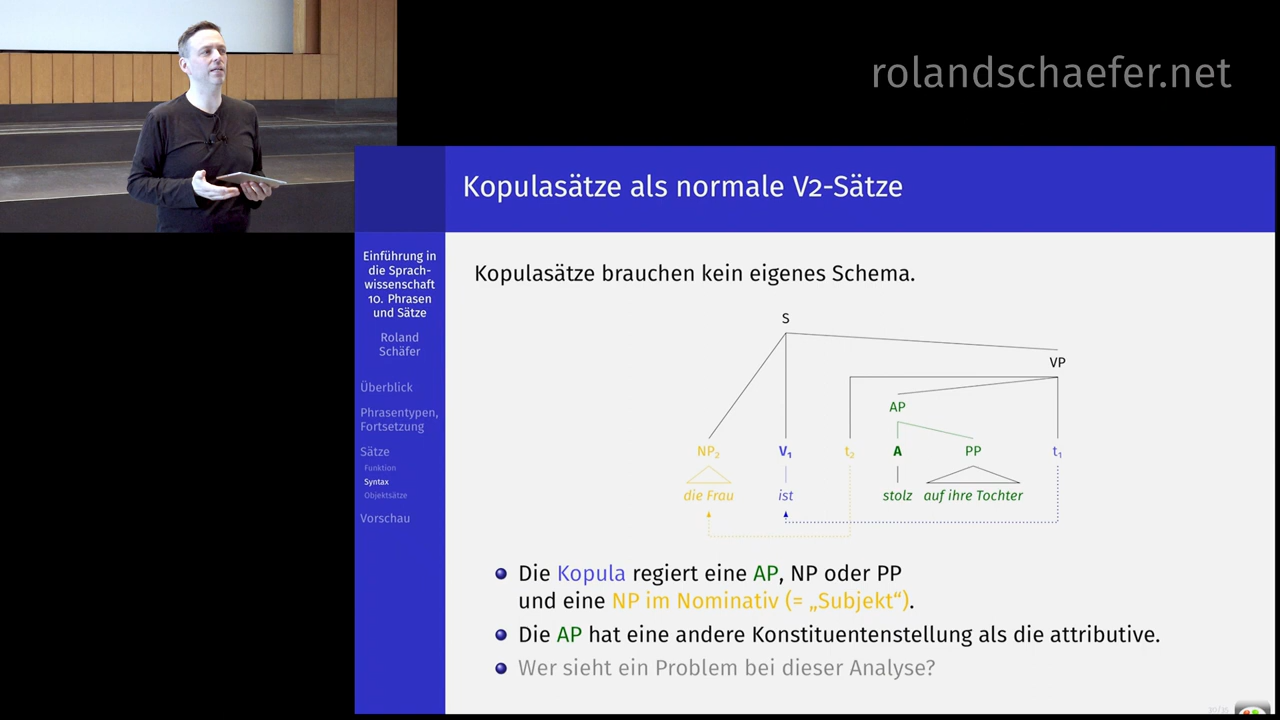 rolandschaefer.net
Kopulasätze als normale V2-Sätze
Einführung in
die Sprach-
wissenschaft
10. Phrasen
und Sätze
Roland
Schäfer
Überblick
Phrasentypen,
Fortsetzung
Sätze
Funktion
Syntax
Objektsätze
Vorschau
Kopulasätze brauchen kein eigenes Schema.
S
VP
AP
NP₂ V₁ t₂ A PP t₁
die Frau ist stolz auf ihre Tochter
Die Kopula regiert eine AP, NP oder PP
und eine NP im Nominativ (= „Subjekt“).
Die AP hat eine andere Konstituentenstellung als die attributive.
Wer sieht ein Problem bei dieser Analyse?